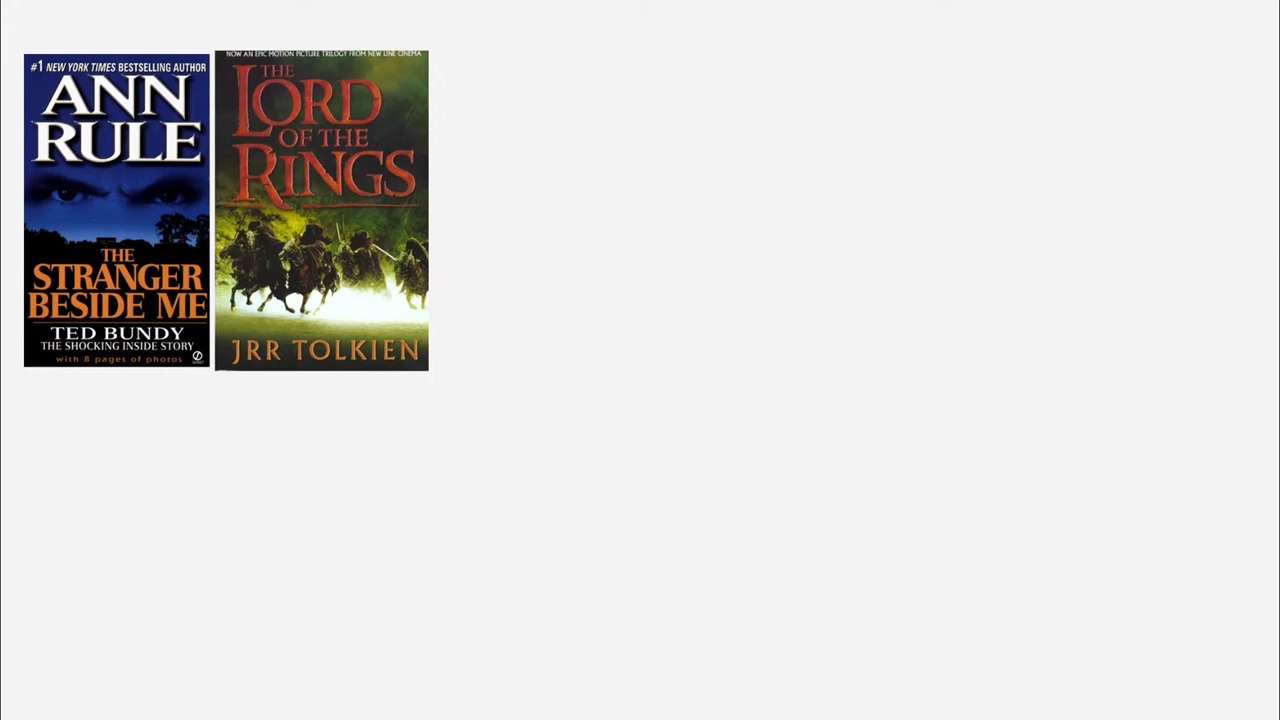 #1 NEW YORK TIMES BESTSELLING AUTHOR
ANN
RULE
THE
STRANGER
BESIDE ME
TED BUNDY
THE SHOCKING INSIDE STORY
with 8 pages of photos
SIGNET
NOW AN EPIC MOTION PICTURE TRILOGY FROM NEW LINE CINEMA
THE
LORD
OF THE
RINGS
JRR TOLKIEN